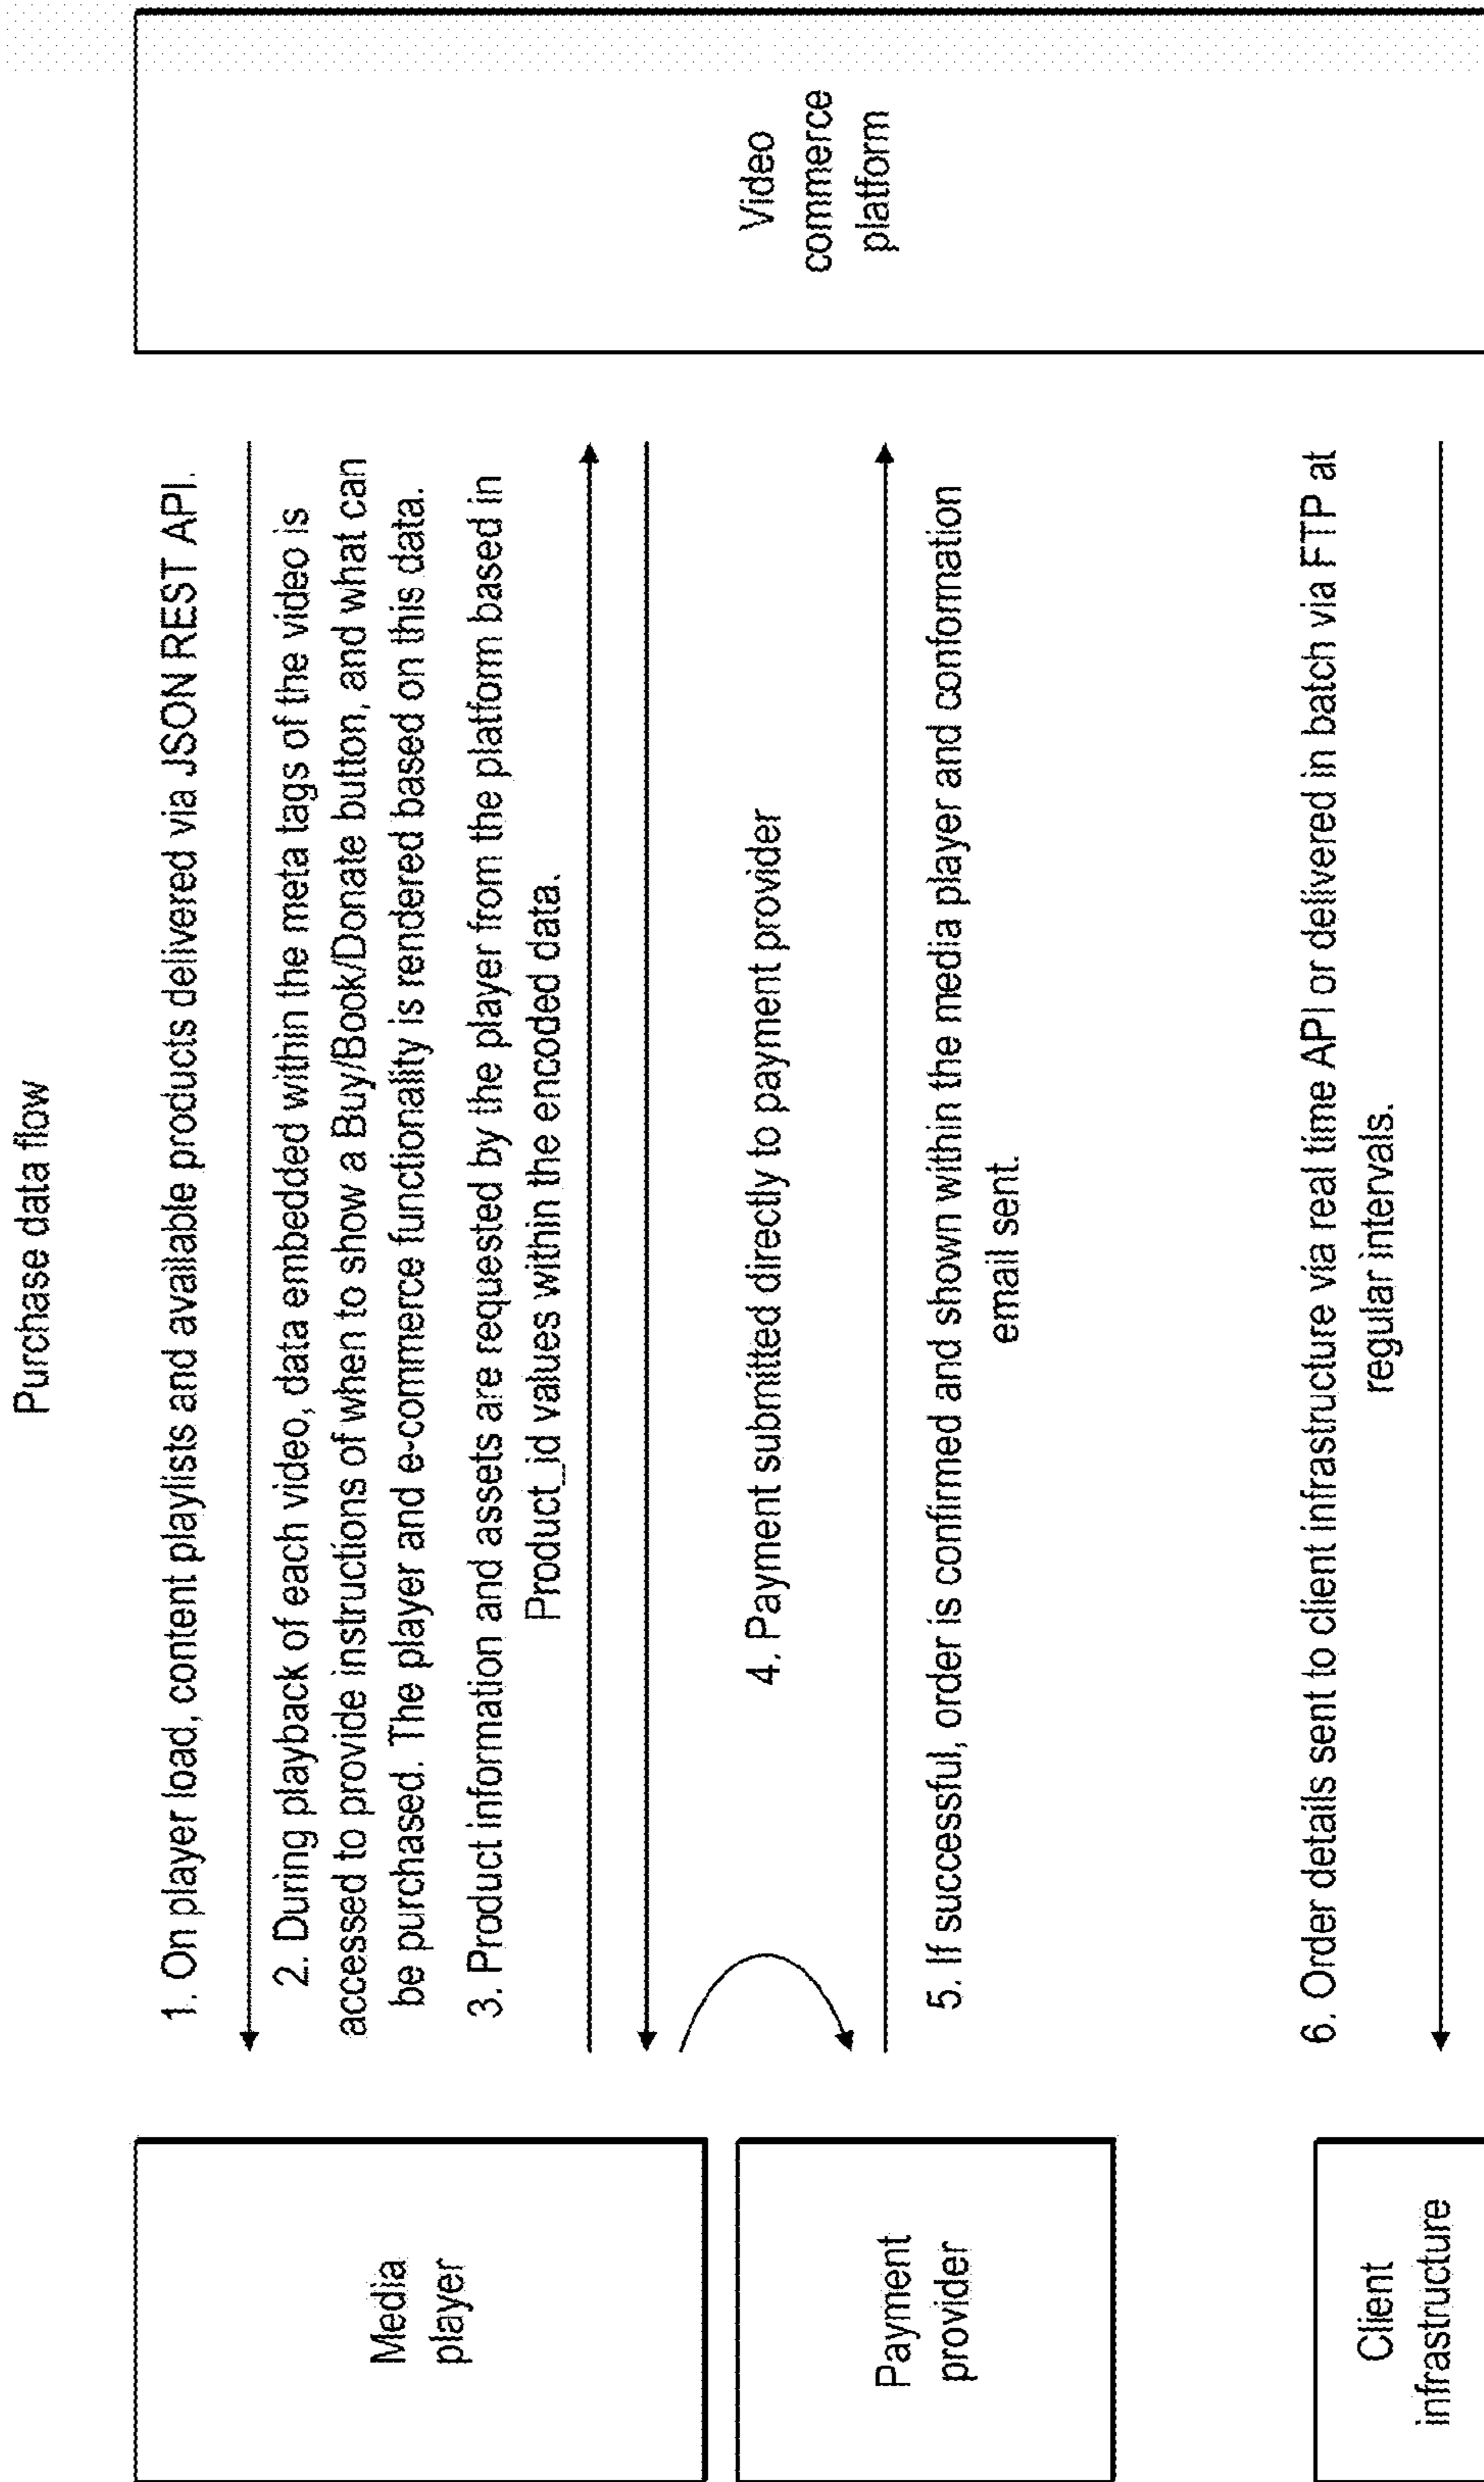 Purchase data flow
Media
player
1. On player load, content playlists and available products delivered via JSON REST API.
2. During playback of each video, data embedded within the meta tags of the video is
accessed to provide instructions of when to show a Buy/Book/Donate button, and what can
be purchased. The player and e-commerce functionality is rendered based on this data.
3. Product information and assets are requested by the player from the platform based in
Product_id values within the encoded data.
Video
commerce
platform
4. Payment submitted directly to payment provider
Payment
provider
5. If successful, order is confirmed and shown within the media player and conformation
email sent.
Client
infrastructure
6. Order details sent to client infrastructure via real time API or delivered in batch via FTP at
regular intervals.